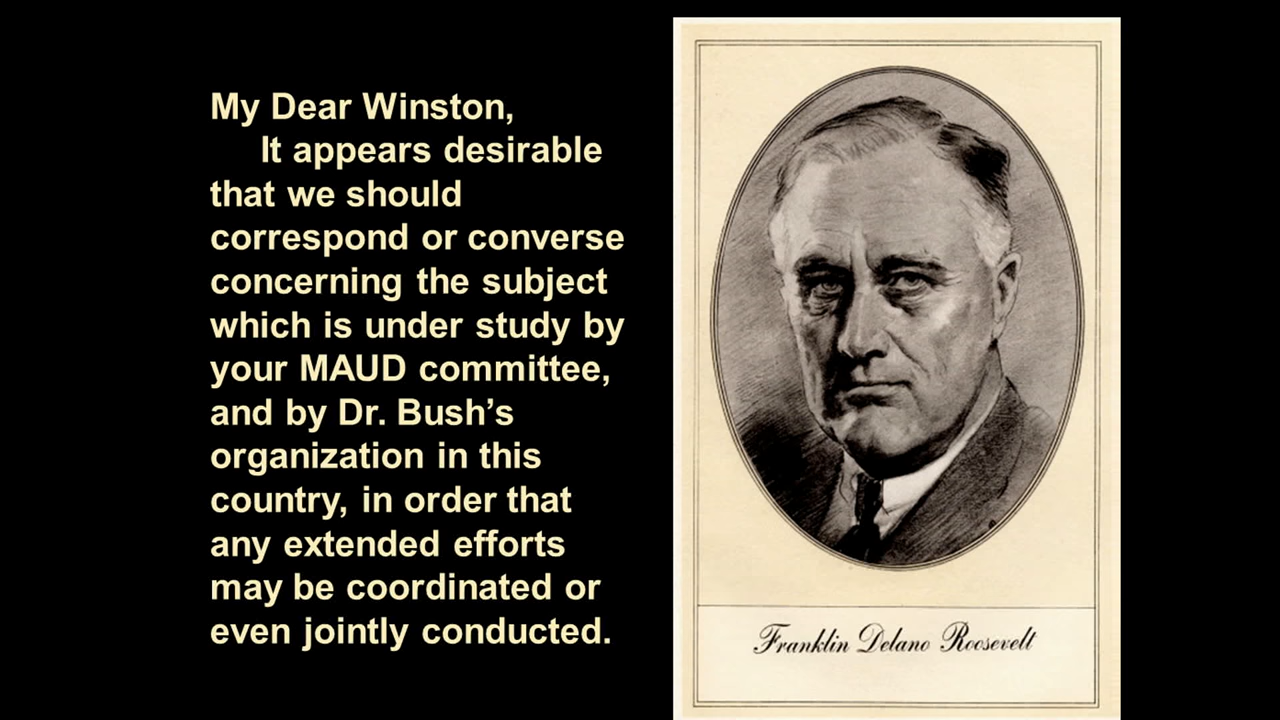 My Dear Winston,
It appears desirable
that we should
correspond or converse
concerning the subject
which is under study by
your MAUD committee,
and by Dr. Bush’s
organization in this
country, in order that
any extended efforts
may be coordinated or
even jointly conducted.
Franklin Delano Roosevelt